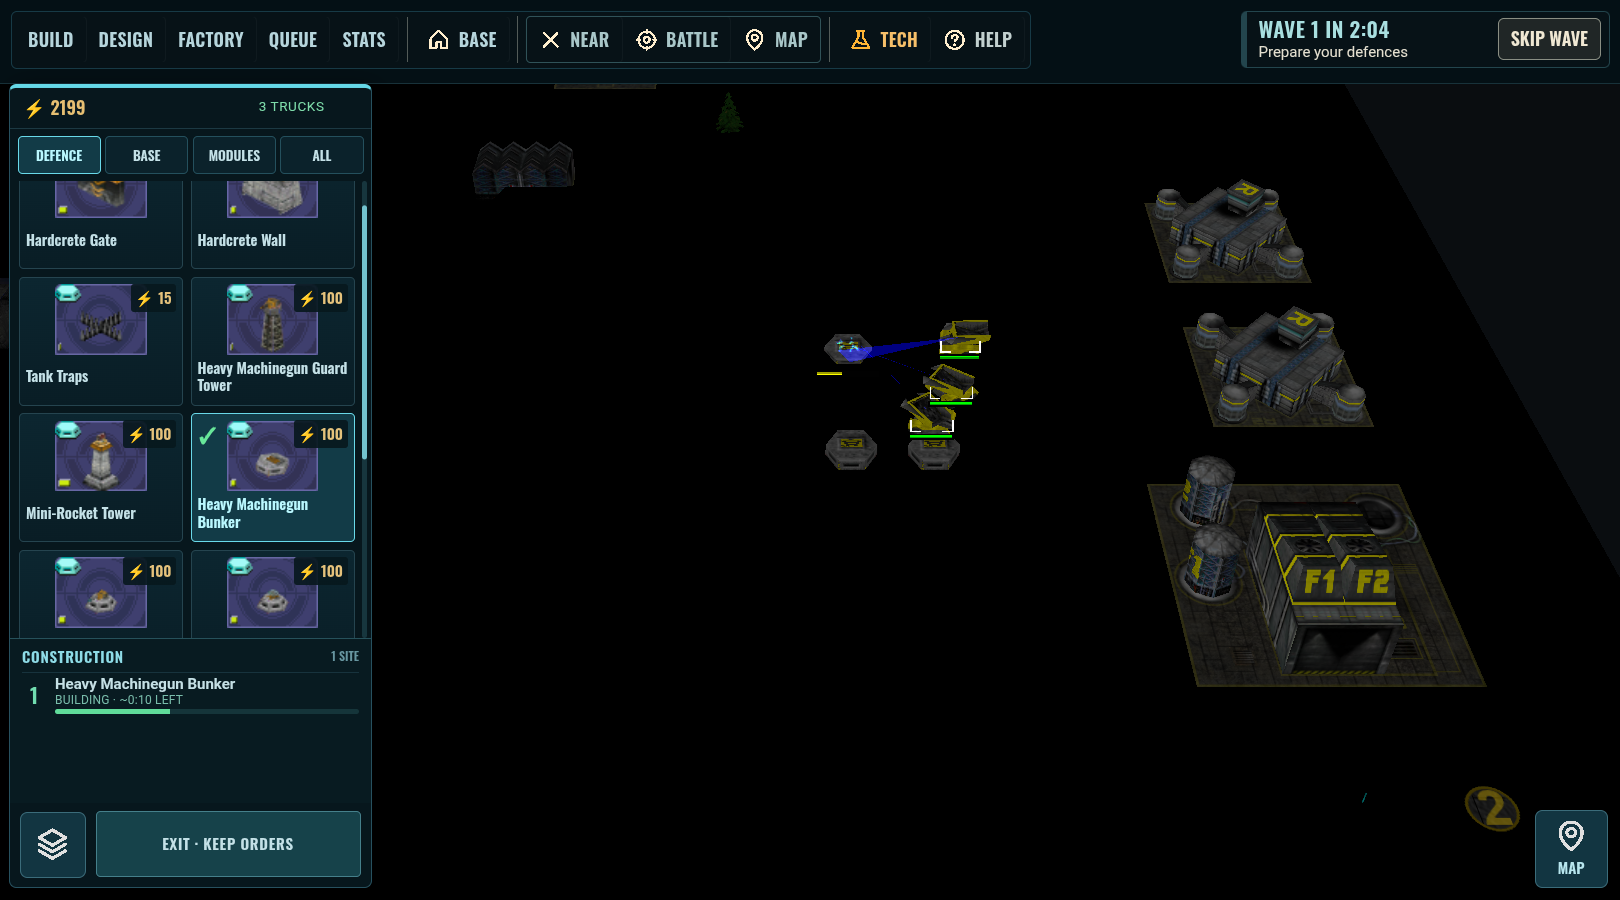 BUILD
DESIGN
FACTORY
QUEUE
STATS
BASE
NEAR
BATTLE
MAP
TECH
HELP
WAVE 1 IN 2:04
Prepare your defences
SKIP WAVE
2199
3 TRUCKS
DEFENCE
BASE
MODULES
ALL
Hardcrete Gate
Hardcrete Wall
15
100
Tank Traps
Heavy Machinegun Guard
Tower
100
100
Mini-Rocket Tower
Heavy Machinegun
Bunker
100
100
CONSTRUCTION
1 SITE
1
Heavy Machinegun Bunker
BUILDING · ~0:10 LEFT
EXIT · KEEP ORDERS
R
R
F1 F2
2
MAP